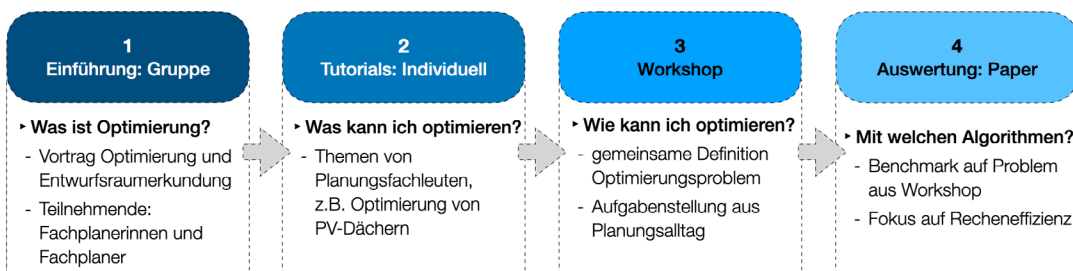 1
Einführung: Gruppe
‣ Was ist Optimierung?
- Vortrag Optimierung und
Entwurfsraumerkundung
- Teilnehmende:
Fachplanerinnen und
Fachplaner
2
Tutorials: Individuell
‣ Was kann ich optimieren?
- Themen von
Planungsfachleuten,
z.B. Optimierung von
PV-Dächern
3
Workshop
‣ Wie kann ich optimieren?
- gemeinsame Definition
Optimierungsproblem
- Aufgabenstellung aus
Planungsalltag
4
Auswertung: Paper
‣ Mit welchen Algorithmen?
- Benchmark auf Problem
aus Workshop
- Fokus auf Recheneffizienz